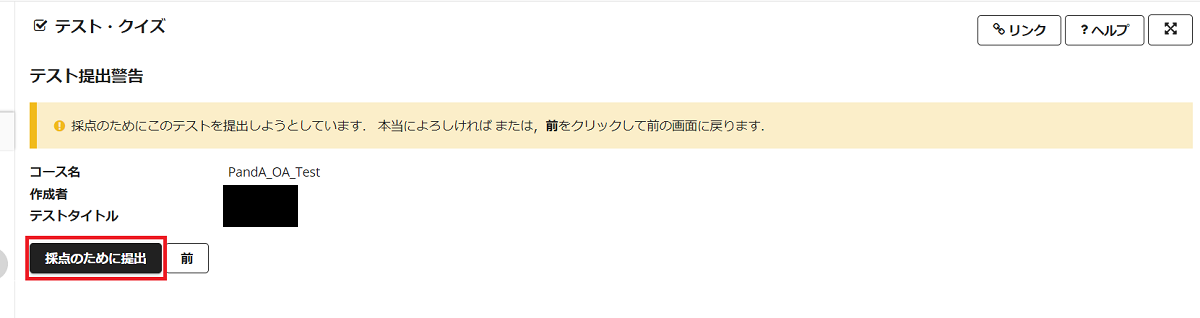 テスト・クイズ
リンク
? ヘルプ
テスト提出警告
採点のためにこのテストを提出しようとしています． 本当によろしければ または，前をクリックして前の画面に戻ります．
コース名 PandA_OA_Test
作成者
テストタイトル
採点のために提出 前